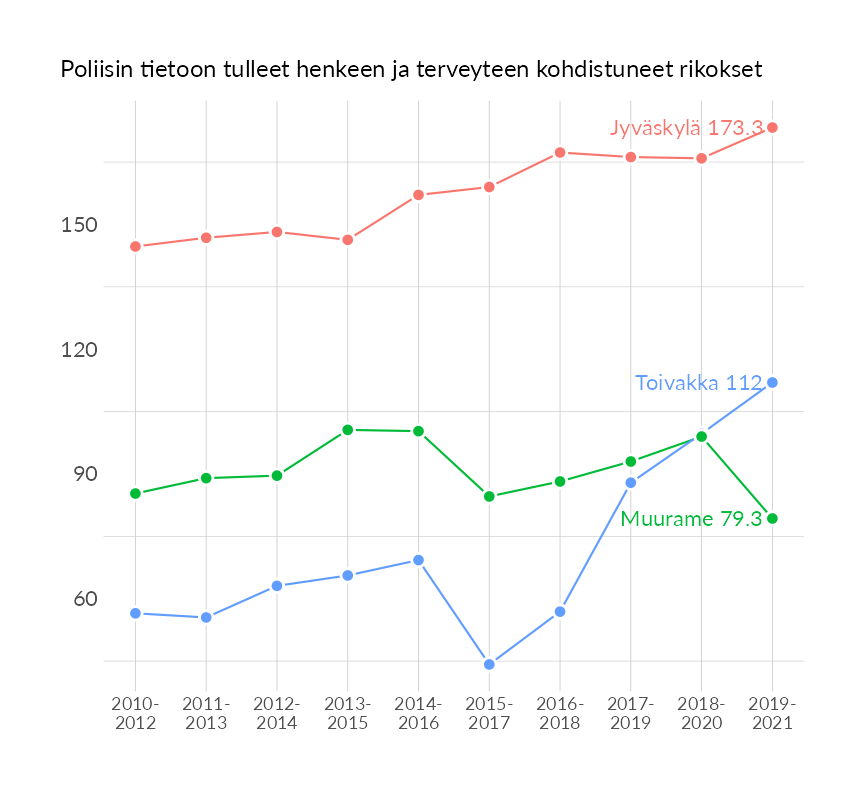 Poliisin tietoon tulleet henkeen ja terveyteen kohdistuneet rikokset
Jyväskylä 173.3
150
120
Toivakka 112
90
Muurame 79.3
60
2010- 2011- 2012- 2013- 2014- 2015- 2016- 2017- 2018- 2019-
2012 2013 2014 2015 2016 2017 2018 2019 2020 2021